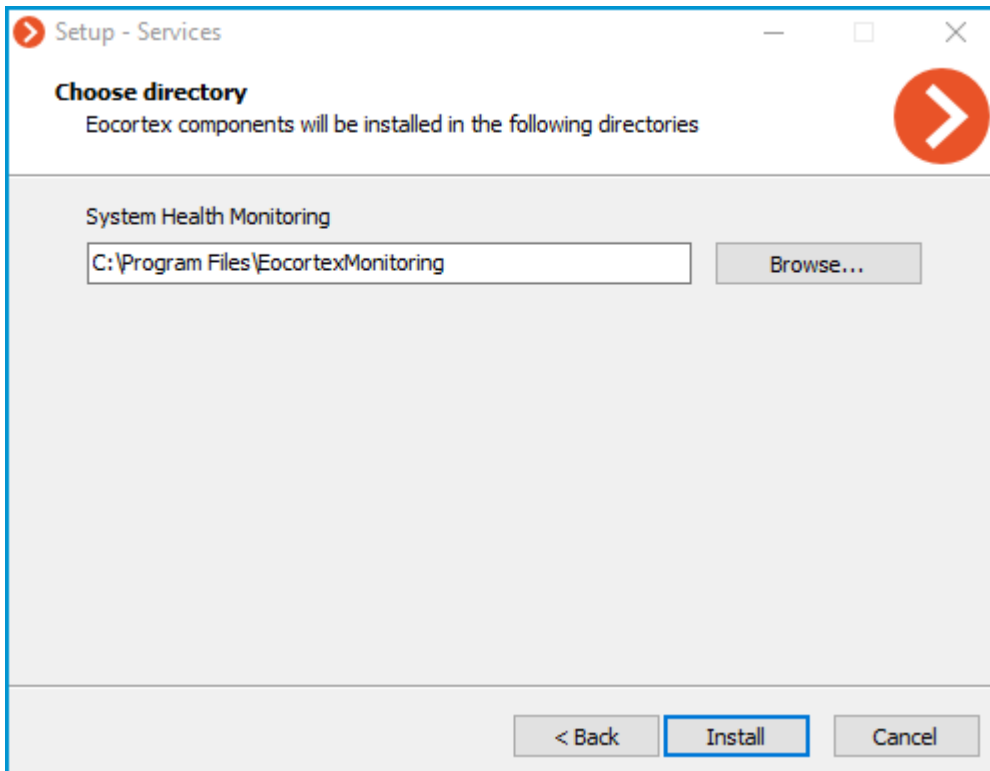 Setup - Services
Choose directory
Eocortex components will be installed in the following directories
System Health Monitoring
C:\Program Files\EocortexMonitoring
Browse...
< Back
Install
Cancel